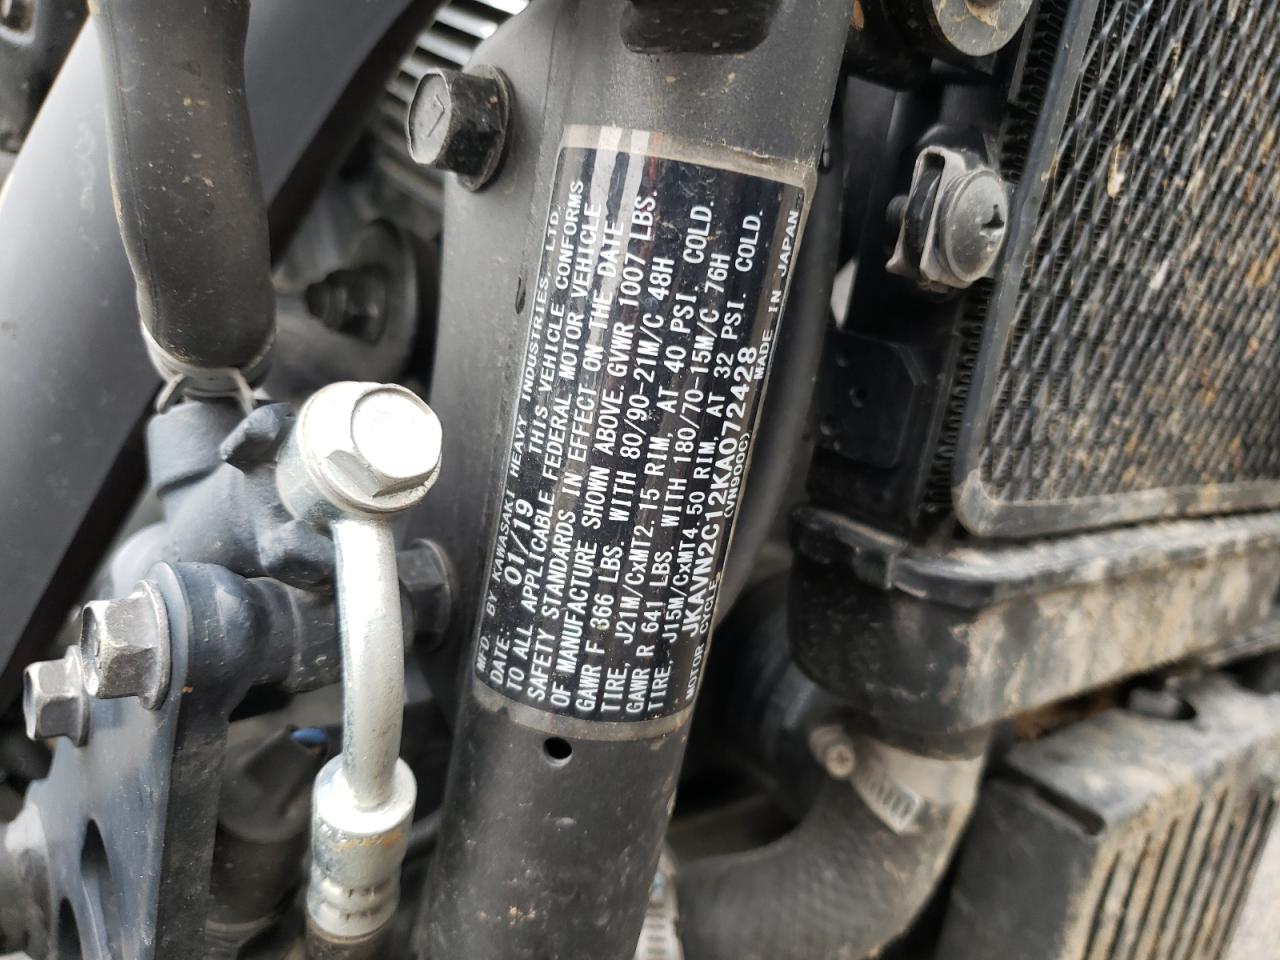 MFD. BY KAWASAKI HEAVY INDUSTRIES, LTD.
DATE: 01/19 THIS VEHICLE CONFORMS
TO ALL APPLICABLE FEDERAL MOTOR VEHICLE
SAFETY STANDARDS IN EFFECT ON THE DATE
OF MANUFACTURE SHOWN ABOVE. GVWR 1007 LBS.
GAWR F 366 LBS. WITH 80/90-21M/C 48H
TIRE, J21M/CxMT2.15 RIM, AT 40 PSI. COLD.
GAWR R 641 LBS. WITH 180/70-15M/C 76H
TIRE, J15M/CxMT4.50 RIM, AT 32 PSI. COLD.
JKAVN2C12KA072428
MOTOR CYCLE (VN900C) MADE IN JAPAN